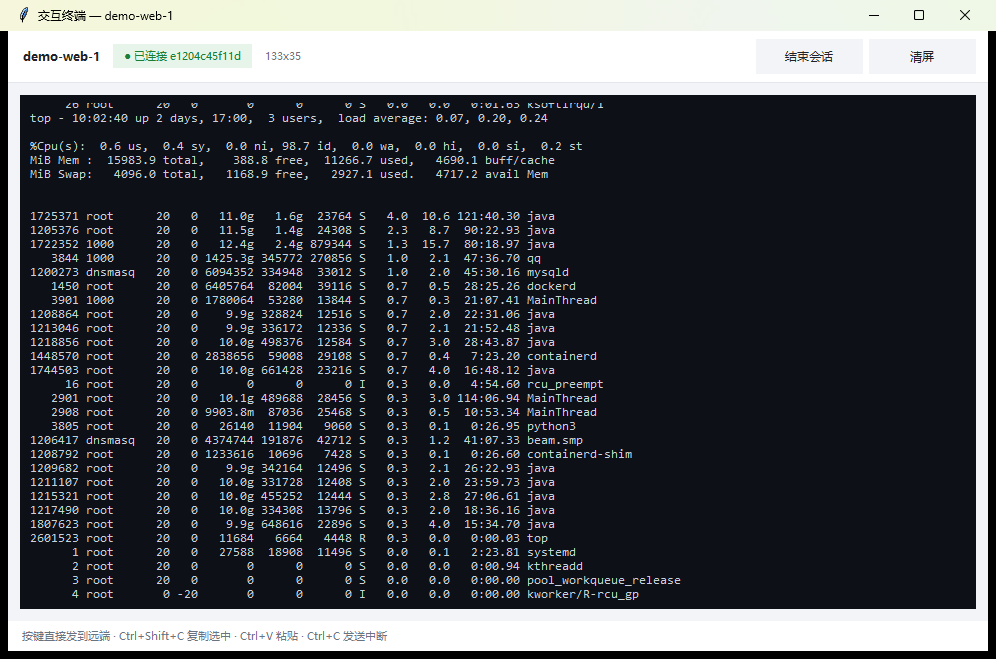 交互终端 — demo-web-1
demo-web-1 ● 已连接 e1204c45f11d 133x35 结束会话 清屏
26 root 20 0 0 0 0 S 0.0 0.0 0:01.63 ksoftirqd/1
top - 10:02:40 up 2 days, 17:00, 3 users, load average: 0.07, 0.20, 0.24
%Cpu(s): 0.6 us, 0.4 sy, 0.0 ni, 98.7 id, 0.0 wa, 0.0 hi, 0.0 si, 0.2 st
MiB Mem : 15983.9 total, 388.8 free, 11266.7 used, 4690.1 buff/cache
MiB Swap: 4096.0 total, 1168.9 free, 2927.1 used. 4717.2 avail Mem
1725371 root 20 0 11.0g 1.6g 23764 S 4.0 10.6 121:40.30 java
1205376 root 20 0 11.5g 1.4g 24308 S 2.3 8.7 90:22.93 java
1722352 1000 20 0 12.4g 2.4g 879344 S 1.3 15.7 80:18.97 java
3844 1000 20 0 1425.3g 345772 270856 S 1.0 2.1 47:36.70 qq
1200273 dnsmasq 20 0 6094352 334948 33012 S 1.0 2.0 45:30.16 mysqld
1450 root 20 0 6405764 82004 39116 S 0.7 0.5 28:25.26 dockerd
3901 1000 20 0 1780064 53280 13844 S 0.7 0.3 21:07.41 MainThread
1208864 root 20 0 9.9g 328824 12516 S 0.7 2.0 22:31.06 java
1213046 root 20 0 9.9g 336172 12336 S 0.7 2.1 21:52.48 java
1218856 root 20 0 10.0g 498376 12584 S 0.7 3.0 28:43.87 java
1448570 root 20 0 2838656 59008 29108 S 0.7 0.4 7:23.20 containerd
1744503 root 20 0 10.0g 661428 23216 S 0.7 4.0 16:48.12 java
16 root 20 0 0 0 0 I 0.3 0.0 4:54.60 rcu_preempt
2901 root 20 0 10.1g 489688 28456 S 0.3 3.0 114:06.94 MainThread
2908 root 20 0 9903.8m 87036 25468 S 0.3 0.5 10:53.34 MainThread
3805 root 20 0 26140 11904 9060 S 0.3 0.1 0:26.95 python3
1206417 dnsmasq 20 0 4374744 191876 42712 S 0.3 1.2 41:07.33 beam.smp
1208792 root 20 0 1233616 10696 7428 S 0.3 0.1 0:26.60 containerd-shim
1209682 root 20 0 9.9g 342164 12496 S 0.3 2.1 26:22.93 java
1211107 root 20 0 10.0g 331728 12408 S 0.3 2.0 23:59.73 java
1215321 root 20 0 10.0g 455252 12444 S 0.3 2.8 27:06.61 java
1217490 root 20 0 10.0g 334308 13796 S 0.3 2.0 18:36.16 java
1807623 root 20 0 9.9g 648616 22896 S 0.3 4.0 15:34.70 java
2601523 root 20 0 11684 6664 4448 R 0.3 0.0 0:00.03 top
1 root 20 0 27588 18908 11496 S 0.0 0.1 2:23.81 systemd
2 root 20 0 0 0 0 S 0.0 0.0 0:00.94 kthreadd
3 root 20 0 0 0 0 S 0.0 0.0 0:00.00 pool_workqueue_release
4 root 0 -20 0 0 0 I 0.0 0.0 0:00.00 kworker/R-rcu_gp
按键直接发到远端 · Ctrl+Shift+C 复制选中 · Ctrl+V 粘贴 · Ctrl+C 发送中断